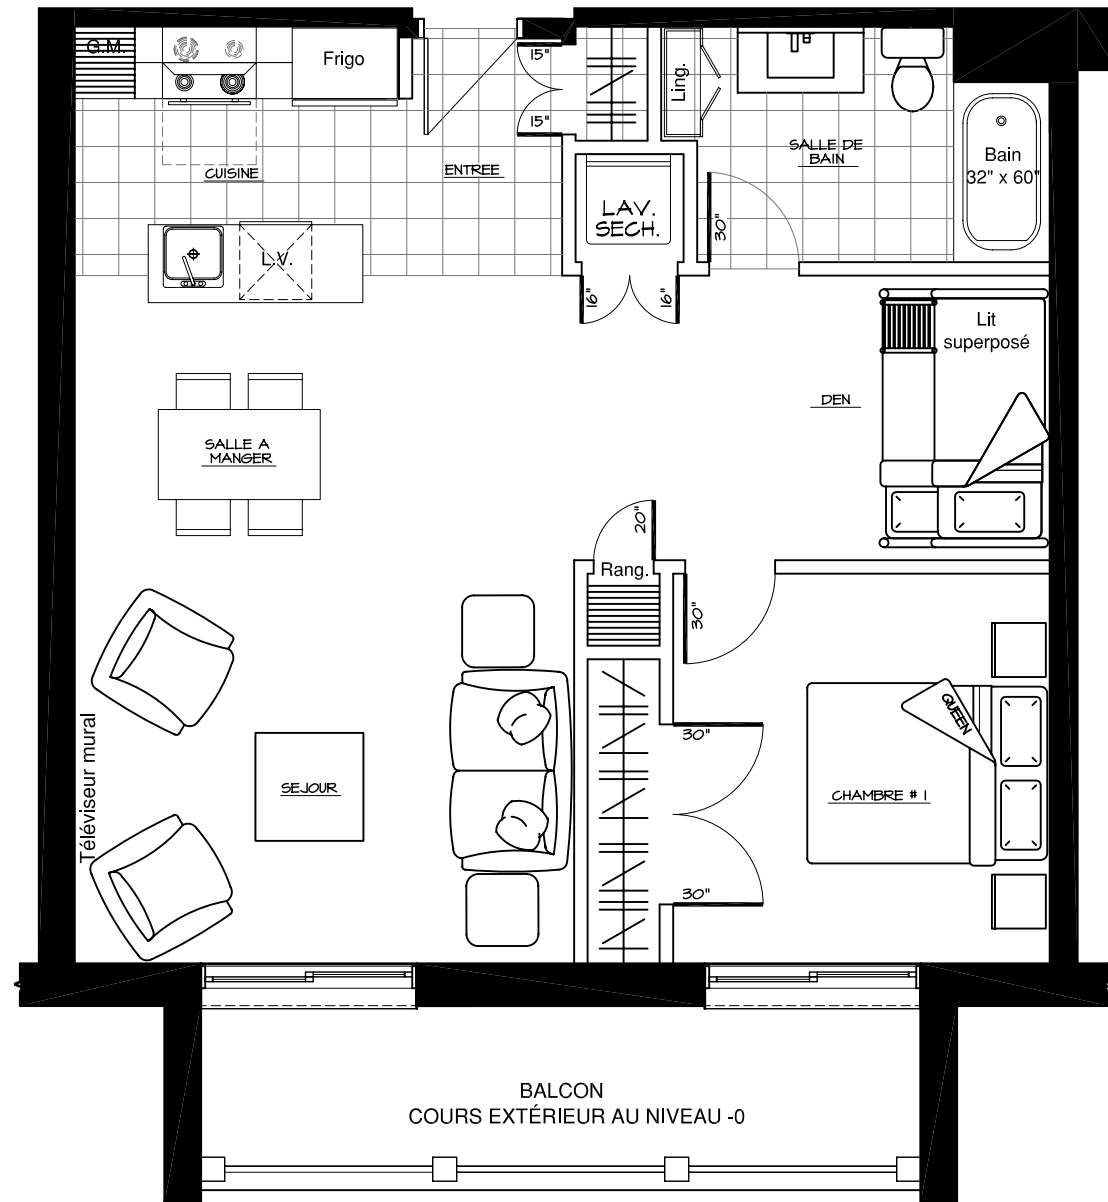 G.M.
Frigo
15"
15"
Ling.
SALLE DE
BAIN
Bain
32" x 60"
CUISINE
ENTREE
LAV.
SECH.
30"
L.V.
16"
16"
Lit
superposé
DEN
SALLE A
MANGER
20"
Rang.
30"
QUEEN
Téléviseur mural
30"
SEJOUR
CHAMBRE # 1
30"
BALCON
COURS EXTÉRIEUR AU NIVEAU -0